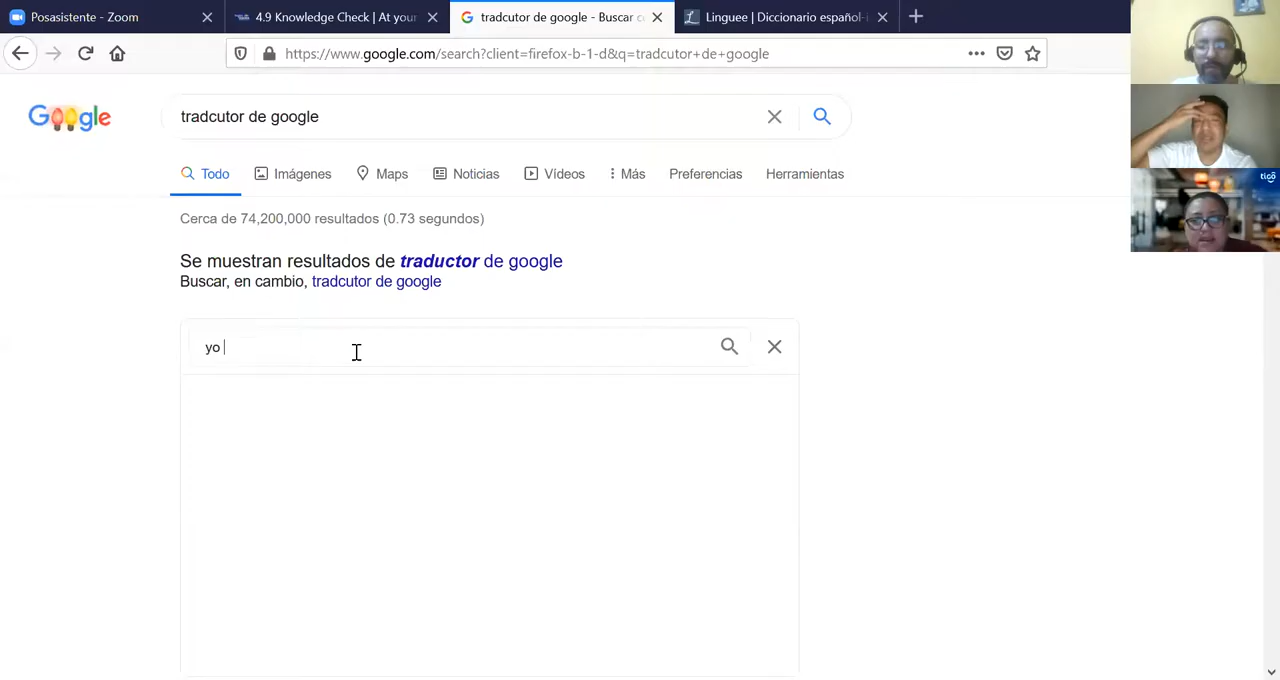 Posasistente - Zoom
4.9 Knowledge Check | At your
tradcutor de google - Buscar c
Linguee | Diccionario español-
https://www.google.com/search?client=firefox-b-1-d&q=tradcutor+de+google
Google
tradcutor de google
Todo
Imágenes
Maps
Noticias
Vídeos
Más
Preferencias
Herramientas
Cerca de 74,200,000 resultados (0.73 segundos)
Se muestran resultados de traductor de google
Buscar, en cambio, tradcutor de google
yo
tigo